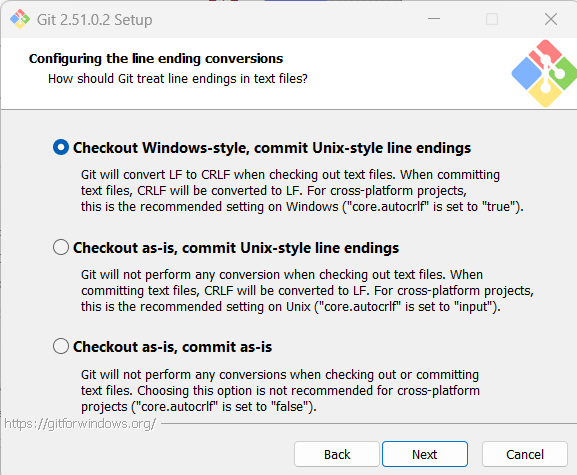 Git 2.51.0.2 Setup
Configuring the line ending conversions
How should Git treat line endings in text files?
Checkout Windows-style, commit Unix-style line endings
Git will convert LF to CRLF when checking out text files. When committing
text files, CRLF will be converted to LF. For cross-platform projects,
this is the recommended setting on Windows ("core.autocrlf" is set to "true").
Checkout as-is, commit Unix-style line endings
Git will not perform any conversion when checking out text files. When
committing text files, CRLF will be converted to LF. For cross-platform projects,
this is the recommended setting on Unix ("core.autocrlf" is set to "input").
Checkout as-is, commit as-is
Git will not perform any conversions when checking out or committing
text files. Choosing this option is not recommended for cross-platform
projects ("core.autocrlf" is set to "false").
https://gitforwindows.org/
Back Next Cancel